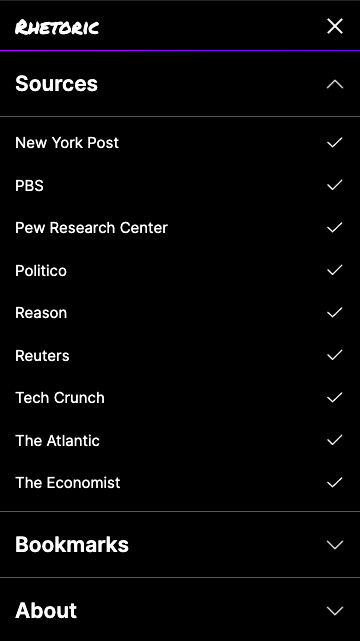 Rhetoric
Sources
New York Post
PBS
Pew Research Center
Politico
Reason
Reuters
Tech Crunch
The Atlantic
The Economist
Bookmarks
About